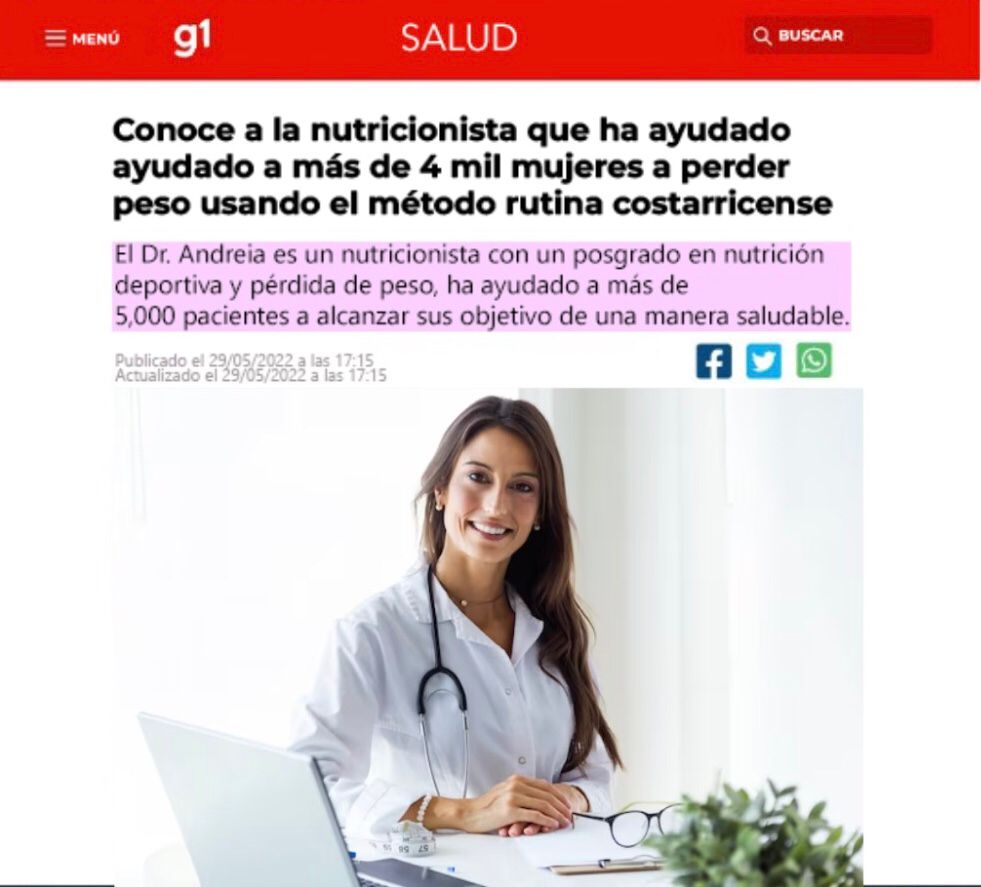 MENÚ
g1
SALUD
BUSCAR
Conoce a la nutricionista que ha ayudado
ayudado a más de 4 mil mujeres a perder
peso usando el método rutina costarricense
El Dr. Andreia es un nutricionista con un posgrado en nutrición
deportiva y pérdida de peso, ha ayudado a más de
5,000 pacientes a alcanzar sus objetivo de una manera saludable.
Publicado el 29/05/2022 a las 17:15
Actualizado el 29/05/2022 a las 17:15